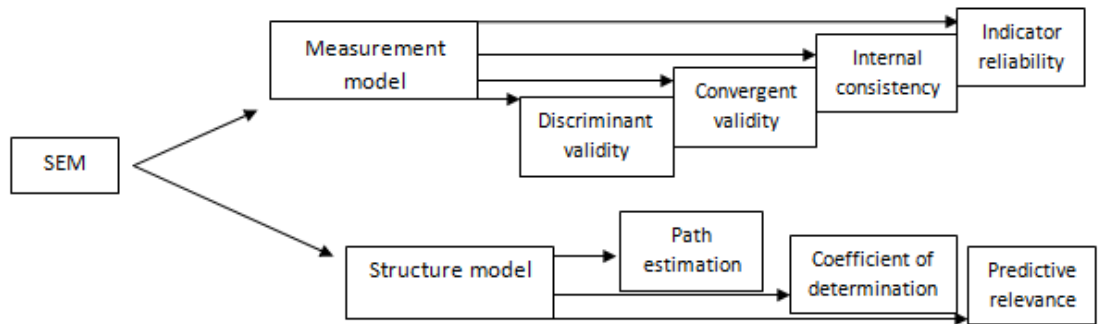 Measurement
model
Indicator
reliability
Internal
consistency
Convergent
validity
Discriminant
validity
SEM
Structure model
Path
estimation
Coefficient of
determination
Predictive
relevance